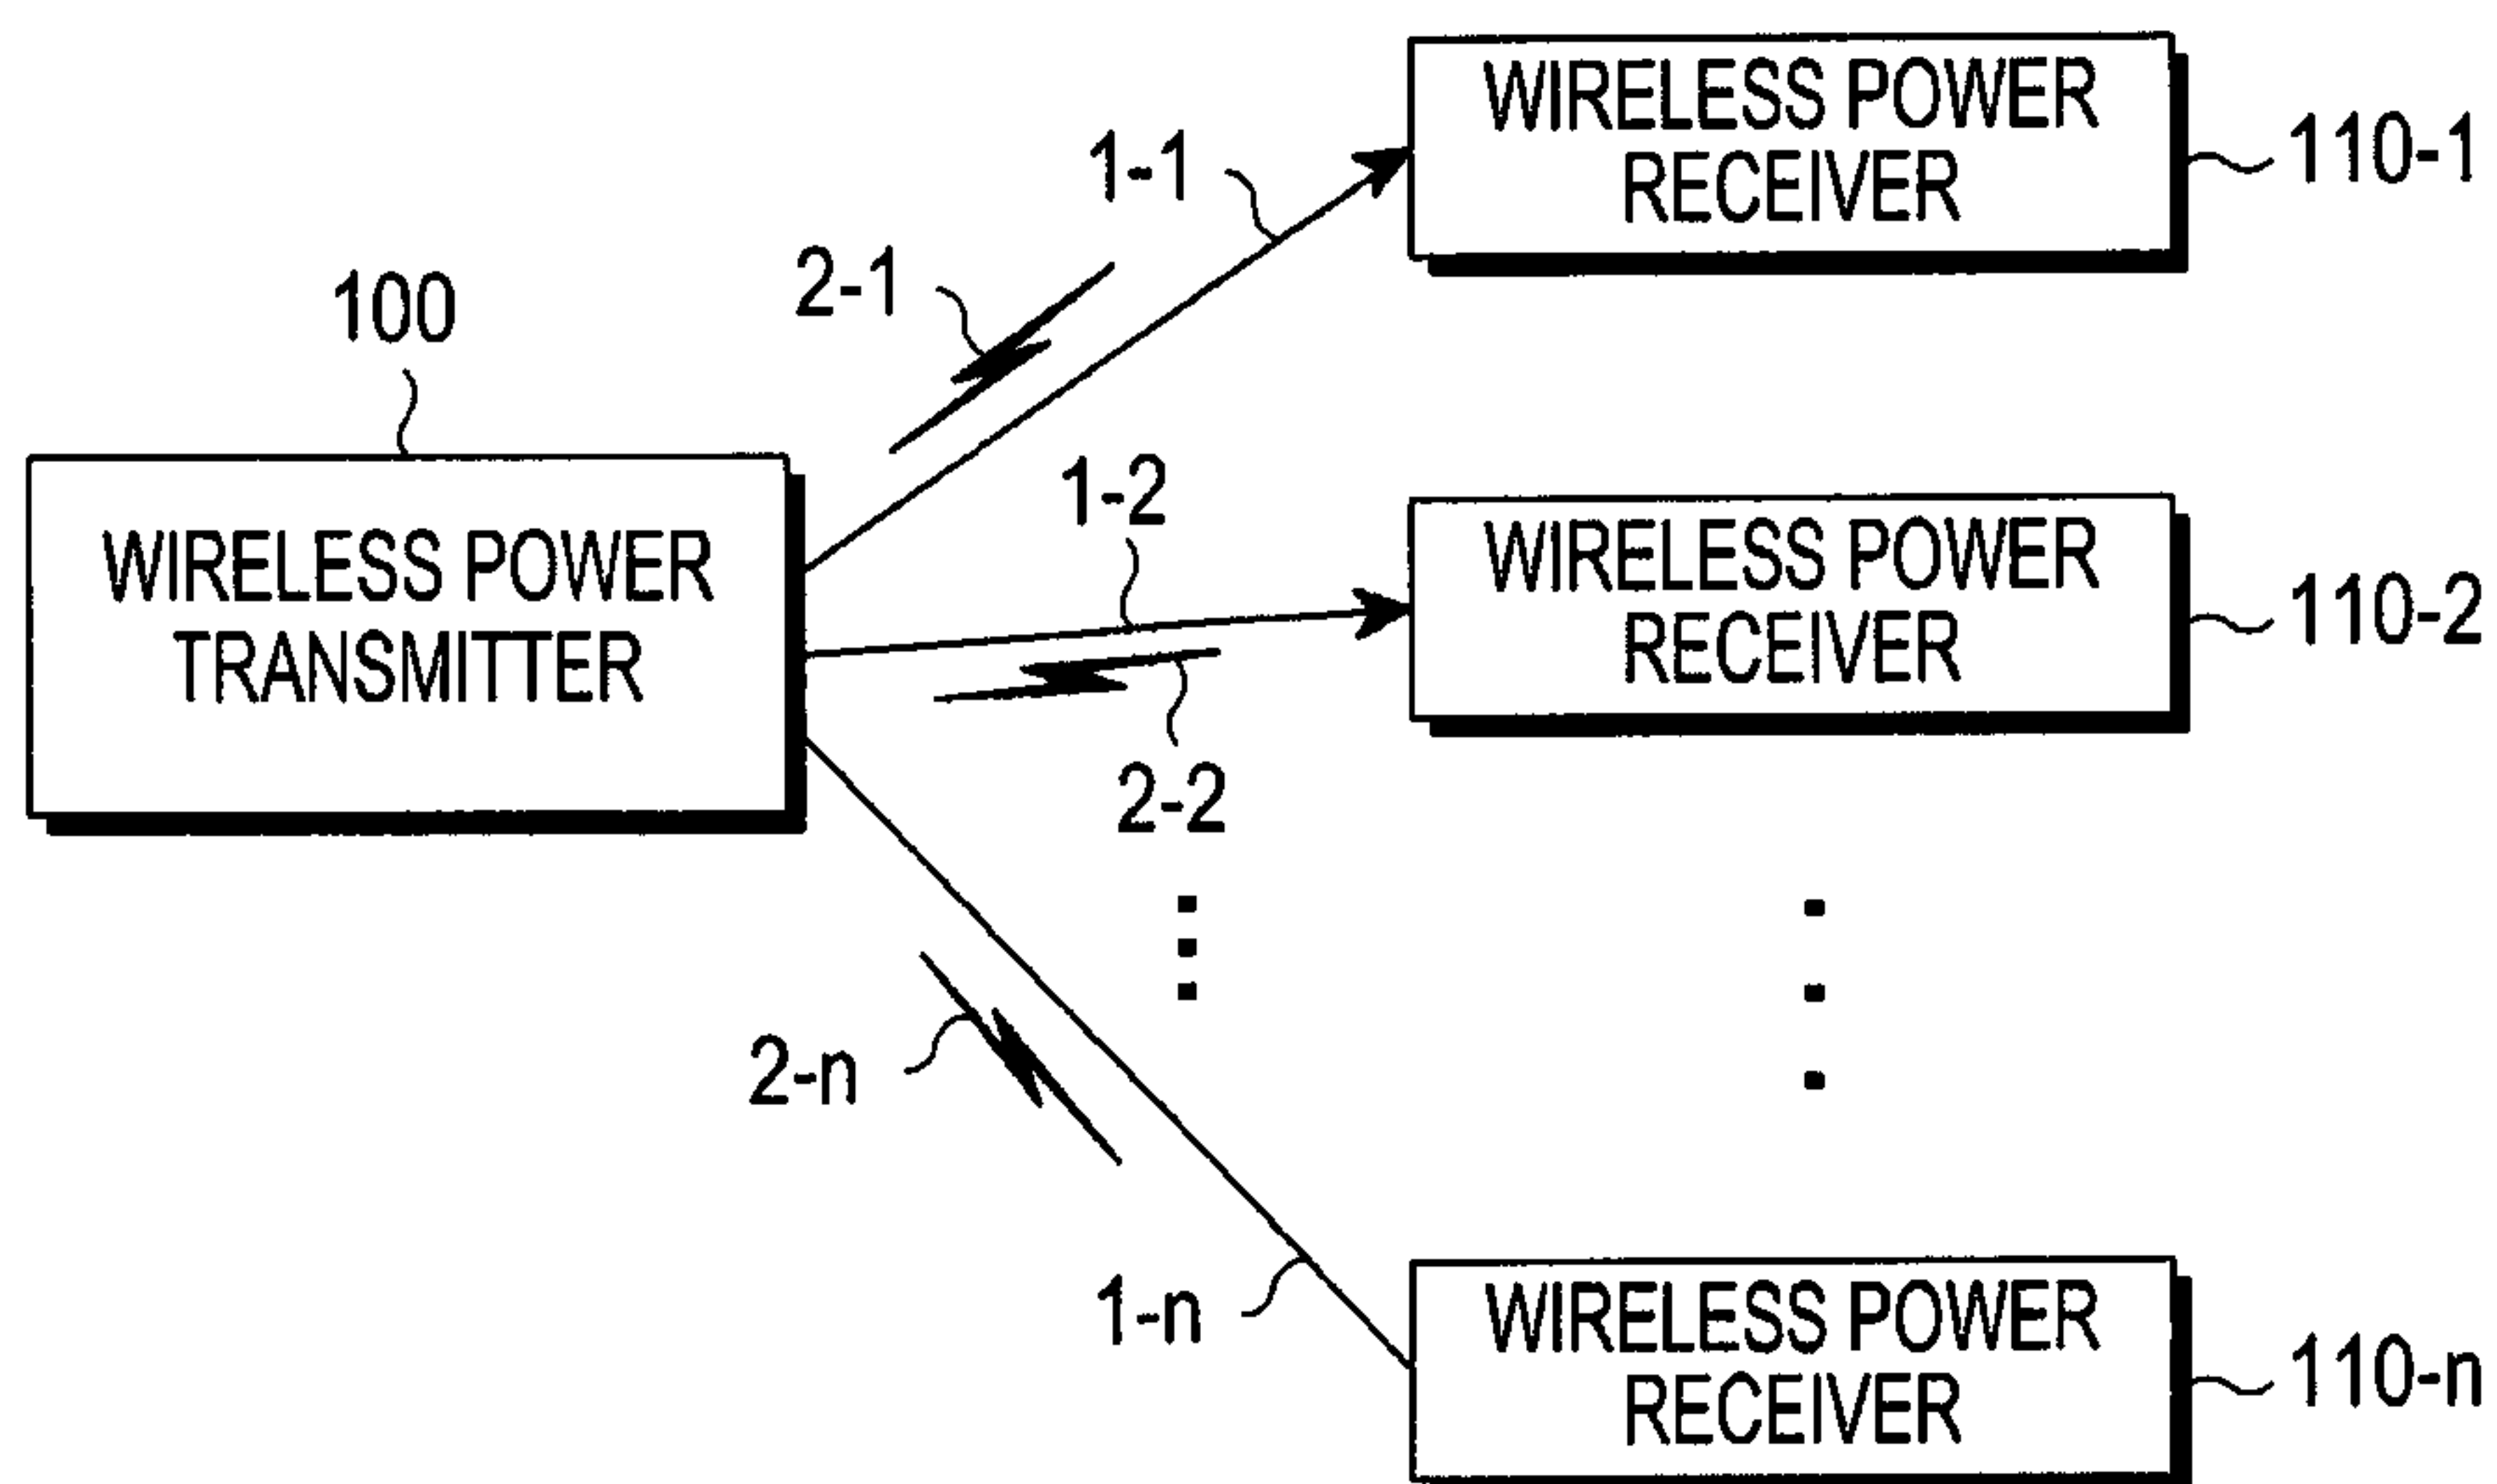 WIRELESS POWER
RECEIVER
110-1
1-1
2-1
100
WIRELESS POWER
TRANSMITTER
1-2
WIRELESS POWER
RECEIVER
110-2
2-2
2-n
1-n
WIRELESS POWER
RECEIVER
110-n